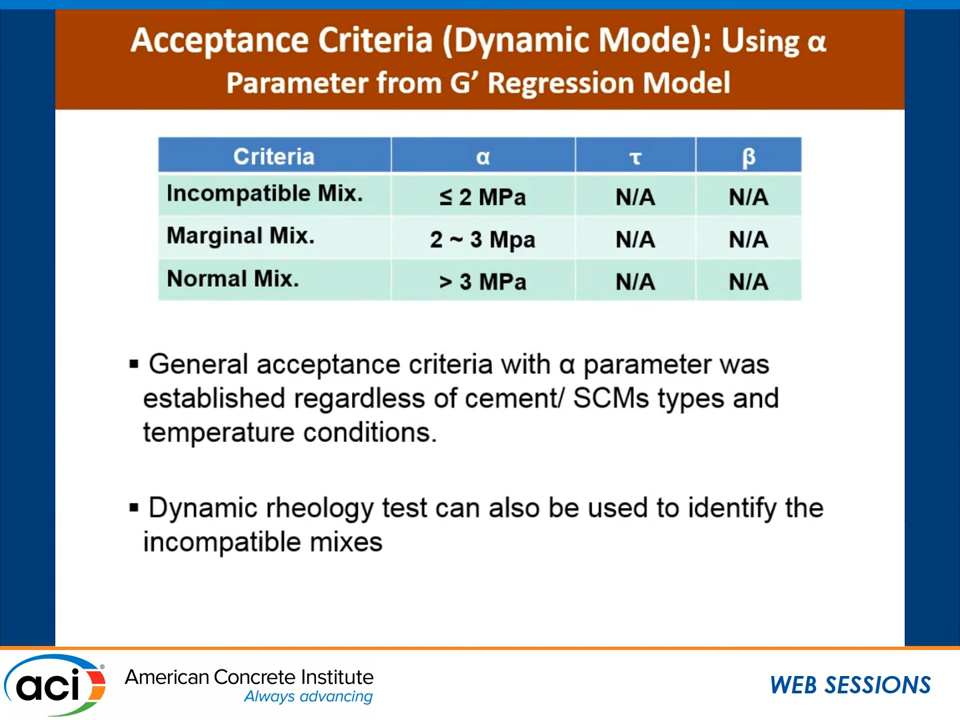 Acceptance Criteria (Dynamic Mode): Using α
Parameter from G’ Regression Model
Criteria α τ β
Incompatible Mix. ≤ 2 MPa N/A N/A
Marginal Mix. 2 ~ 3 Mpa N/A N/A
Normal Mix. > 3 MPa N/A N/A
▪ General acceptance criteria with α parameter was
established regardless of cement/ SCMs types and
temperature conditions.
▪ Dynamic rheology test can also be used to identify the
incompatible mixes
aci®
American Concrete Institute
Always advancing
WEB SESSIONS